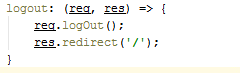 logout: (req, res) => {
    req.logOut();
    res.redirect('/');
}